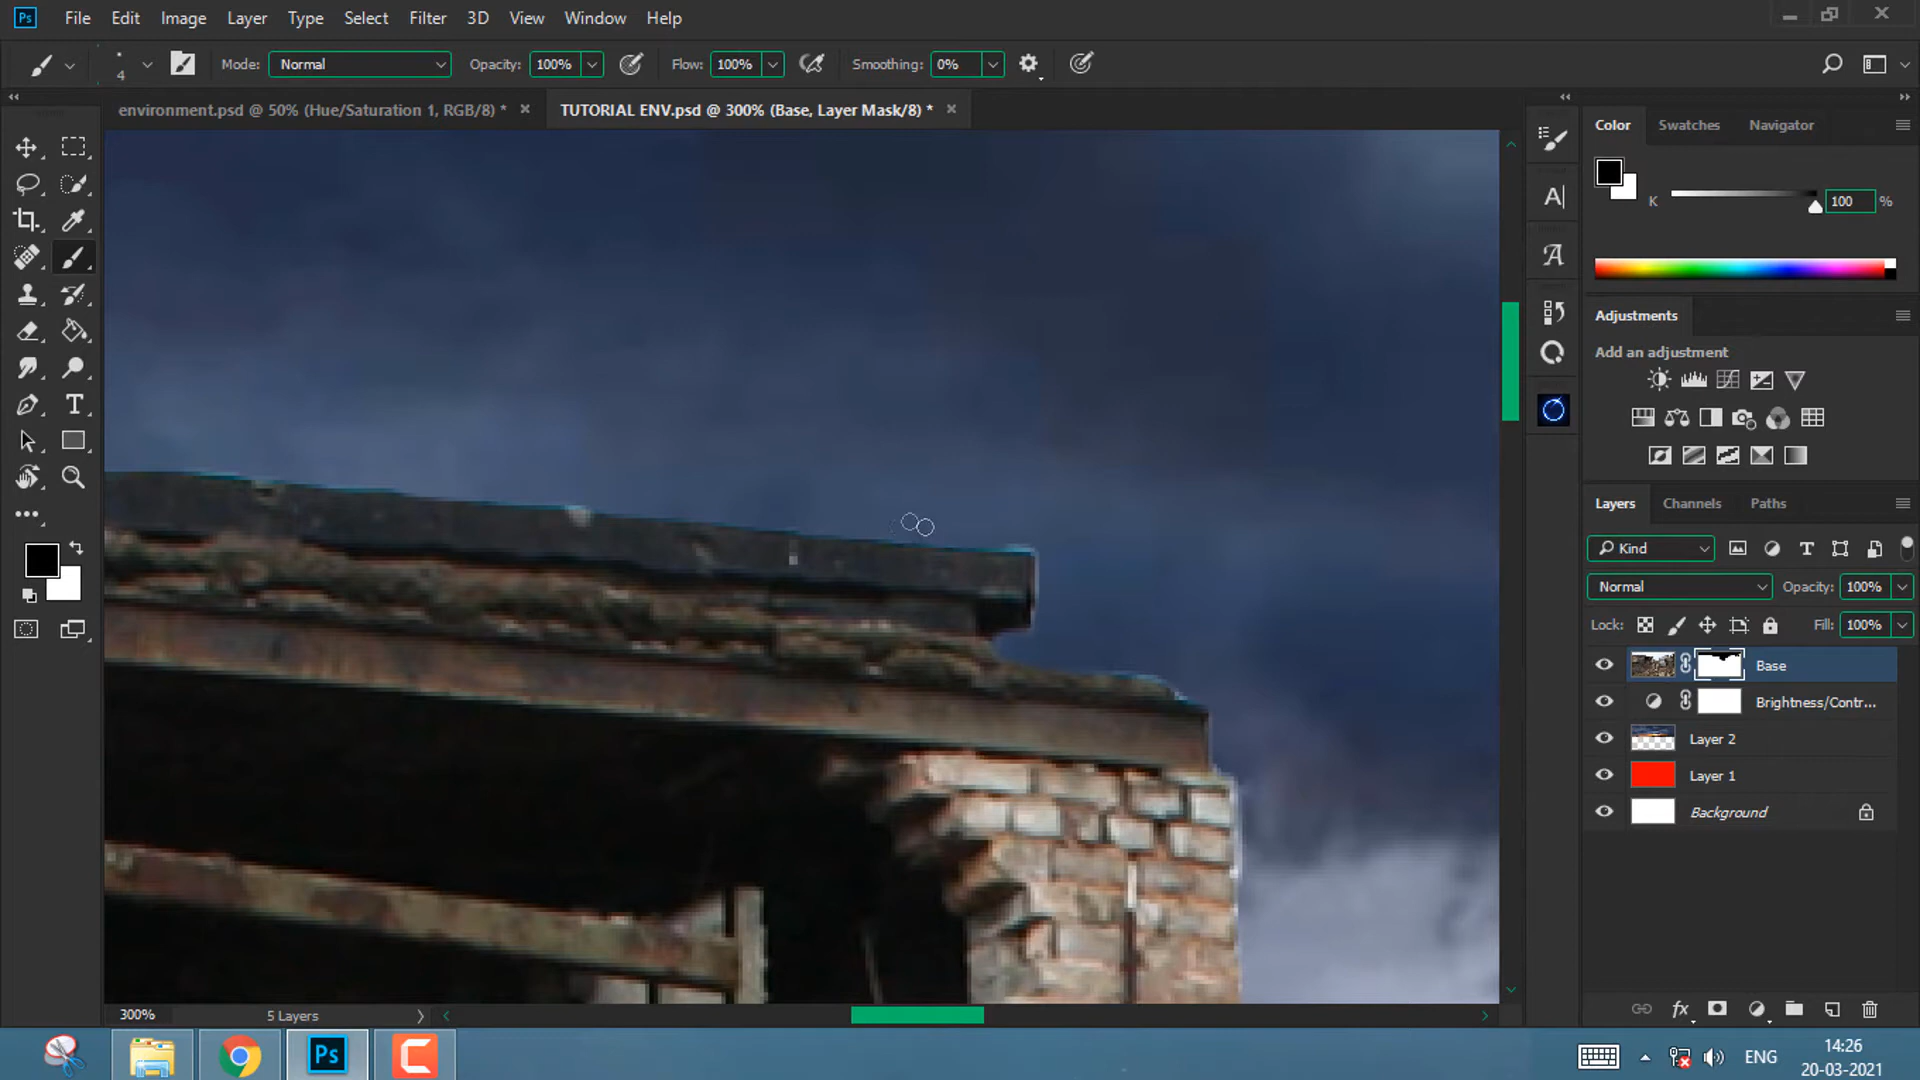 Ps File Edit Image Layer Type Select Filter 3D View Window Help
4 Mode: Normal Opacity: 100% Flow: 100% Smoothing: 0%
environment.psd @ 50% (Hue/Saturation 1, RGB/8) * TUTORIAL ENV.psd @ 300% (Base, Layer Mask/8) *
Color Swatches Navigator
K 100 %
Adjustments
Add an adjustment
Layers Channels Paths
Kind
Normal Opacity: 100%
Lock: Fill: 100%
Base
Brightness/Contr...
Layer 2
Layer 1
Background
fx
300% 5 Layers
Ps ENG 14:26
20-03-2021